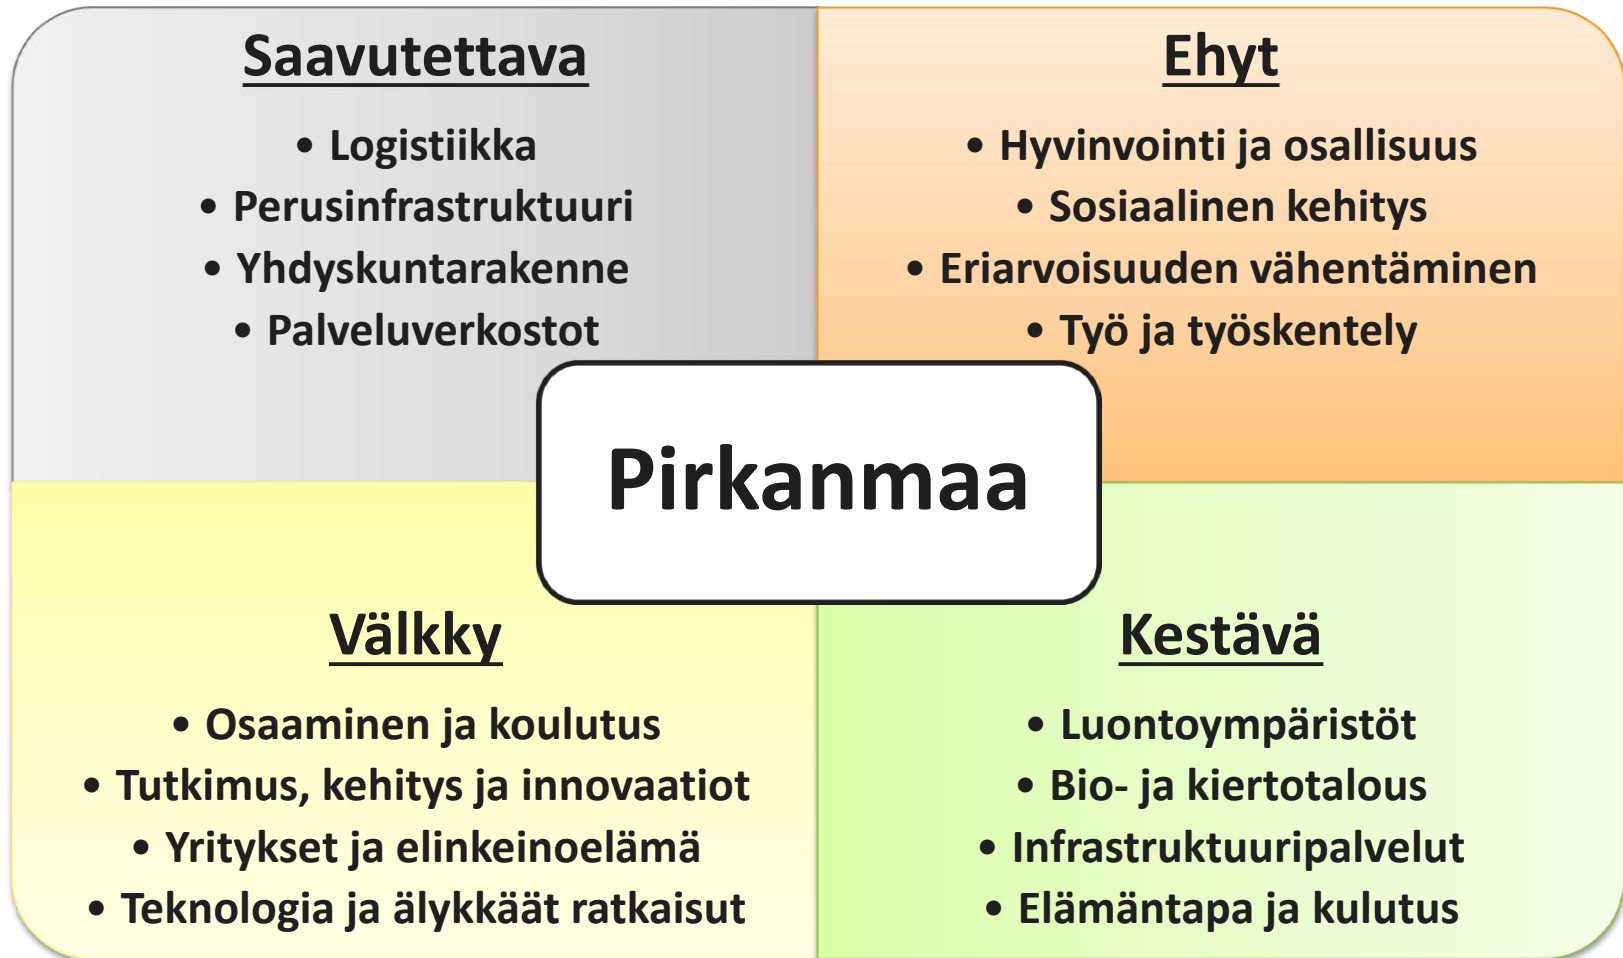 Saavutettava
• Logistiikka
• Perusinfrastruktuuri
• Yhdyskuntarakenne
• Palveluverkostot
Ehyt
• Hyvinvointi ja osallisuus
• Sosiaalinen kehitys
• Eriarvoisuuden vähentäminen
• Työ ja työskentely
Pirkanmaa
Välkky
• Osaaminen ja koulutus
• Tutkimus, kehitys ja innovaatiot
• Yritykset ja elinkeinoelämä
• Teknologia ja älykkäät ratkaisut
Kestävä
• Luontoympäristöt
• Bio- ja kiertotalous
• Infrastruktuuripalvelut
• Elämäntapa ja kulutus